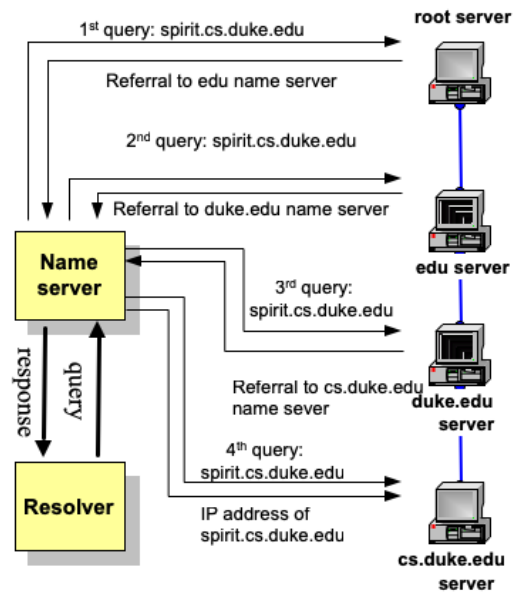 root server
1st query: spirit.cs.duke.edu
Referral to edu name server
2nd query: spirit.cs.duke.edu
Referral to duke.edu name server
edu server
Name
server
3rd query:
spirit.cs.duke.edu
response
query
Referral to cs.duke.edu
name sever
duke.edu
server
4th query:
spirit.cs.duke.edu
Resolver
IP address of
spirit.cs.duke.edu
cs.duke.edu
server